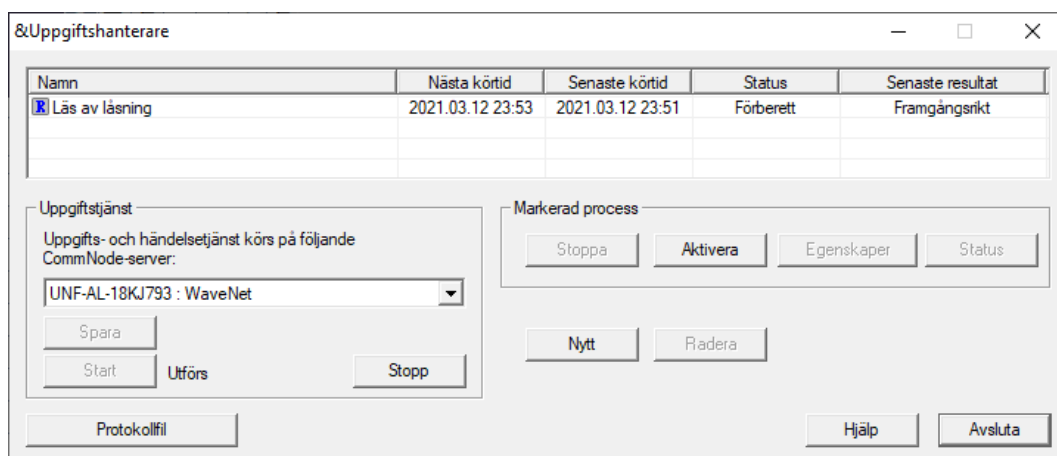 &Uppgiftshanterare
Namn Nästa körtid Senaste körtid Status Senaste resultat
R Läs av låsning 2021.03.12 23:53 2021.03.12 23:51 Förberett Framgångsrikt
Uppgiftstjänst
Uppgifts- och händelsetjänst körs på följande
CommNode-server:
UNF-AL-18KJ793 : WaveNet
Spara
Start Utförs Stopp
Markerad process
Stoppa Aktivera Egenskaper Status
Nytt Radera
Protokollfil Hjälp Avsluta